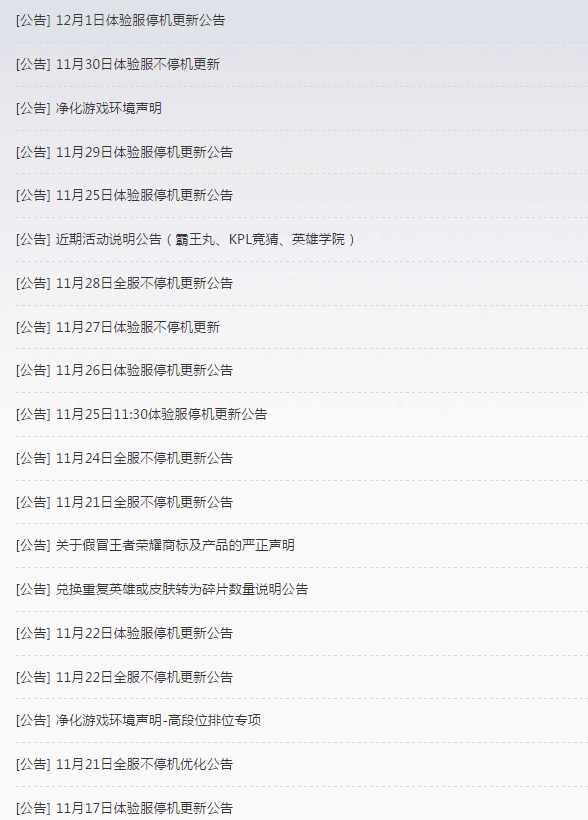 [公告] 12月1日体验服停机更新公告
[公告] 11月30日体验服不停机更新
[公告] 净化游戏环境声明
[公告] 11月29日体验服停机更新公告
[公告] 11月25日体验服停机更新公告
[公告] 近期活动说明公告（霸王丸、KPL竞猜、英雄学院）
[公告] 11月28日全服不停机更新公告
[公告] 11月27日体验服不停机更新
[公告] 11月26日体验服停机更新公告
[公告] 11月25日11:30体验服停机更新公告
[公告] 11月24日全服不停机更新公告
[公告] 11月21日全服不停机更新公告
[公告] 关于假冒王者荣耀商标及产品的严正声明
[公告] 兑换重复英雄或皮肤转为碎片数量说明公告
[公告] 11月22日体验服停机更新公告
[公告] 11月22日全服不停机更新公告
[公告] 净化游戏环境声明-高段位排位专项
[公告] 11月21日全服不停机优化公告
[公告] 11月17日体验服停机更新公告